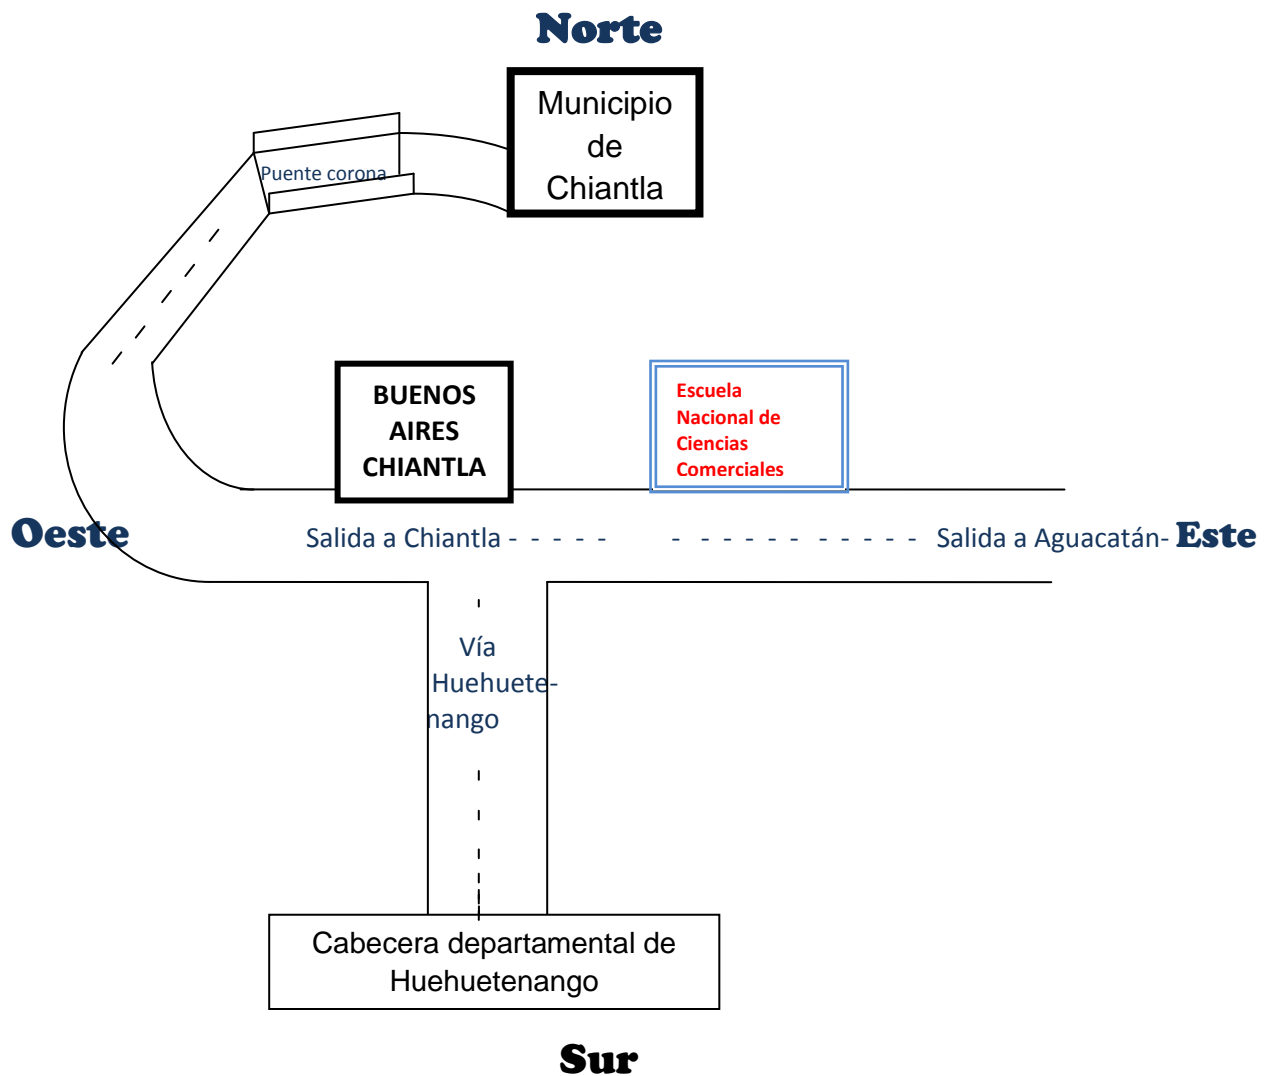 Norte
Municipio
de
Chiantla
Puente corona
BUENOS
AIRES
CHIANTLA
Escuela
Nacional de
Ciencias
Comerciales
Oeste
Salida a Chiantla - - - - -     - - - - - - - - - - - Salida a Aguacatán-
Este
Vía
Huehuete-
nango
Cabecera departamental de
Huehuetenango
Sur